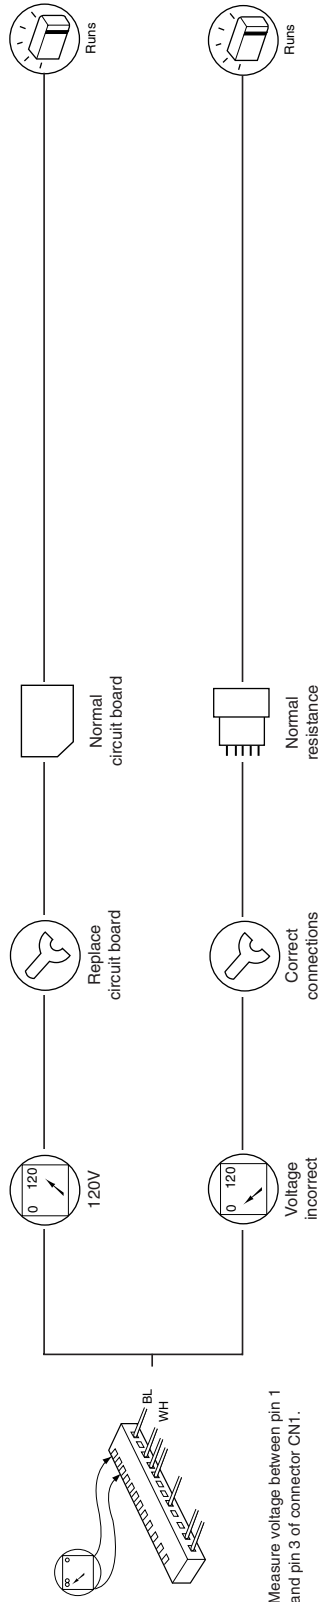 Measure voltage between pin 1
and pin 3 of connector CN1.
BL
WH
0 120
120V
Replace
circuit board
Normal
circuit board
Runs
0 120
Voltage
incorrect
Correct
connections
Normal
resistance
Runs